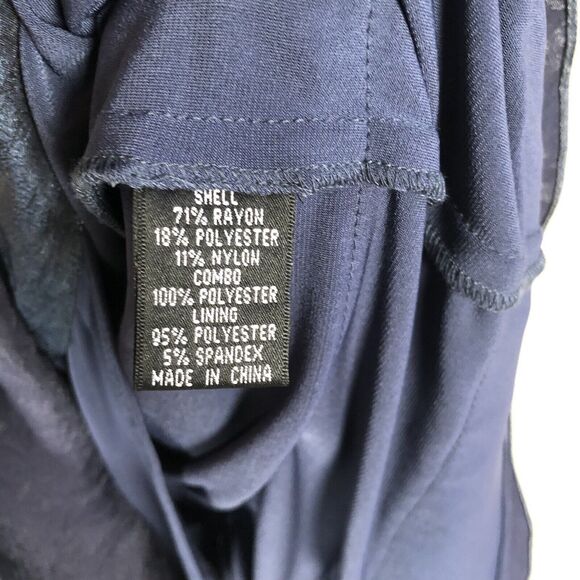 SHELL
71% RAYON
18% POLYESTER
11% NYLON
COMBO
100% POLYESTER
LINING
95% POLYESTER
5% SPANDEX
MADE IN CHINA